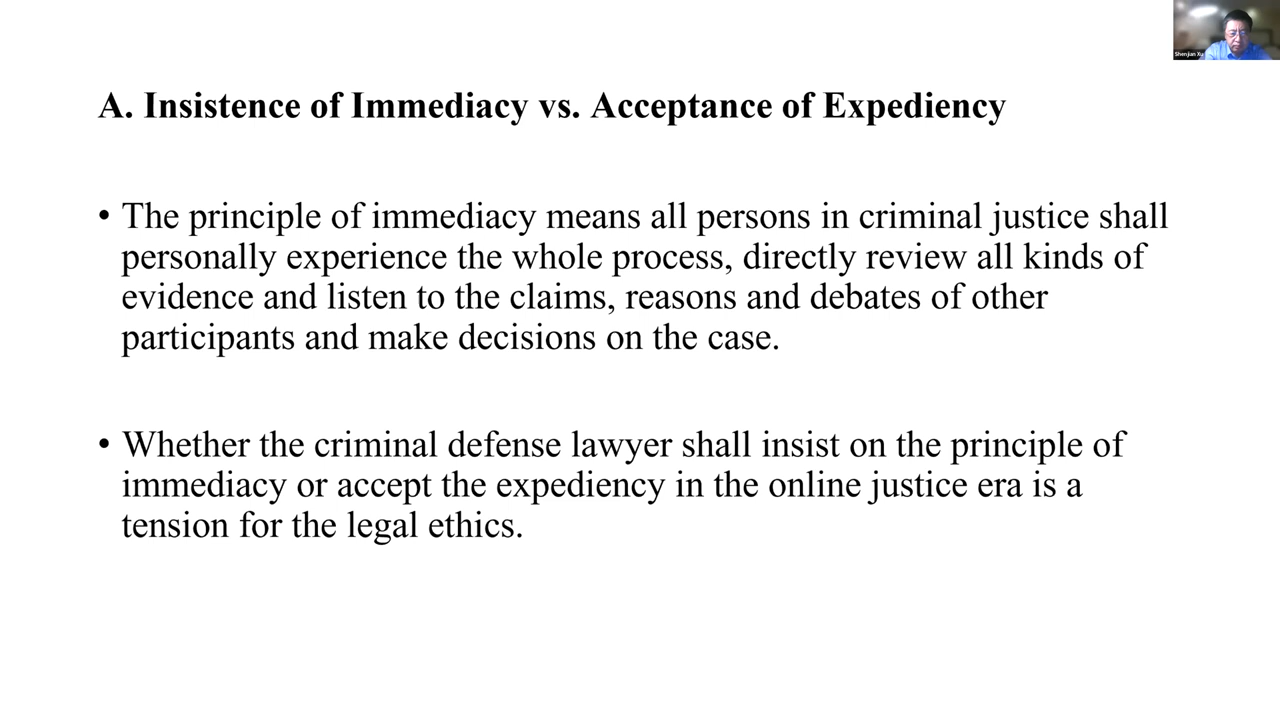 Shenjian Xu
A. Insistence of Immediacy vs. Acceptance of Expediency
• The principle of immediacy means all persons in criminal justice shall
personally experience the whole process, directly review all kinds of
evidence and listen to the claims, reasons and debates of other
participants and make decisions on the case.
• Whether the criminal defense lawyer shall insist on the principle of
immediacy or accept the expediency in the online justice era is a
tension for the legal ethics.